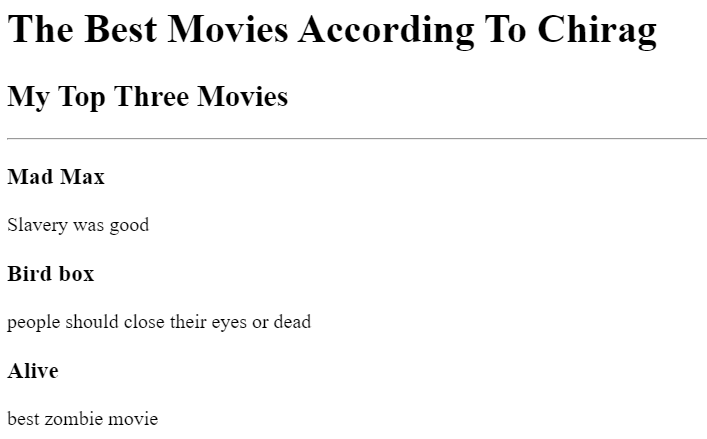 The Best Movies According To Chirag
My Top Three Movies
Mad Max
Slavery was good
Bird box
people should close their eyes or dead
Alive
best zombie movie